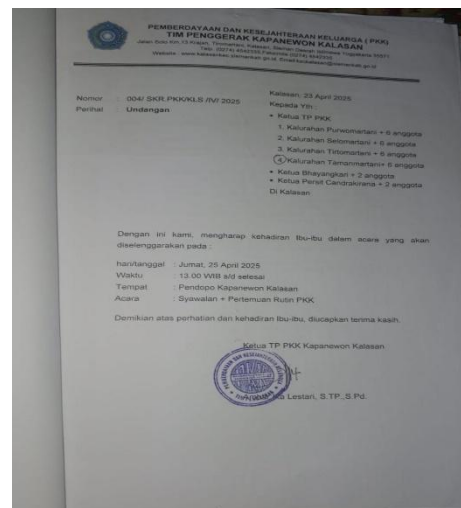 PEMBERDAYAAN DAN KESEJAHTERAAN KELUARGA ( PKK)
TIM PENGGERAK KAPANEWON KALASAN
Nomor : 004/ SKR.PKK/KLS /IV/ 2025
Perihal : Undangan
Kalasan, 23 April 2025
Kepada Yth :
• Ketua TP PKK
1. Kalurahan Purwomartani + 6 anggota
2. Kalurahan Selomartani + 6 anggota
3. Kalurahan Tirtomartani + 6 anggota
4 Kalurahan Tamanmartani+ 6 anggota
• Ketua Bhayangkari + 2 anggota
• Ketua Persit Candrakirana + 2 anggota
Di Kalasan
Dengan ini kami, mengharap kehadiran Ibu-ibu dalam acara yang akan
diselenggarakan pada :
hari/tanggal : Jumat, 25 April 2025
Waktu : 13.00 WIB s/d selesai
Tempat : Pendopo Kapanewon Kalasan
Acara : Syawalan + Pertemuan Rutin PKK
Demikian atas perhatian dan kehadiran Ibu-ibu, diucapkan terima kasih.
Ketua TP PKK Kapanewon Kalasan
Lestari, S.TP.,S.Pd.